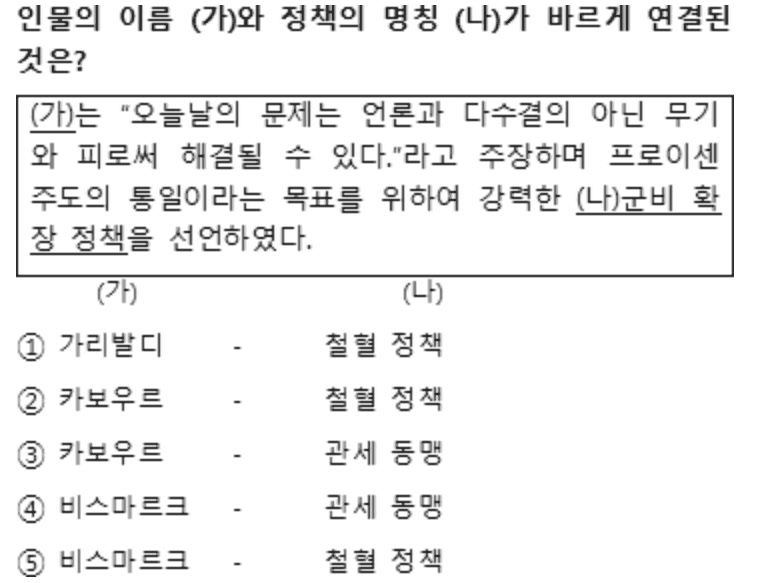 인물의 이름 (가)와 정책의 명칭 (나)가 바르게 연결된
것은?
(가)는 “오늘날의 문제는 언론과 다수결의 아닌 무기
와 피로써 해결될 수 있다.”라고 주장하며 프로이센
주도의 통일이라는 목표를 위하여 강력한 (나)군비 확
장 정책을 선언하였다.
(가) (나)
① 가리발디 - 철혈 정책
② 카보우르 - 철혈 정책
③ 카보우르 - 관세 동맹
④ 비스마르크 - 관세 동맹
⑤ 비스마르크 - 철혈 정책